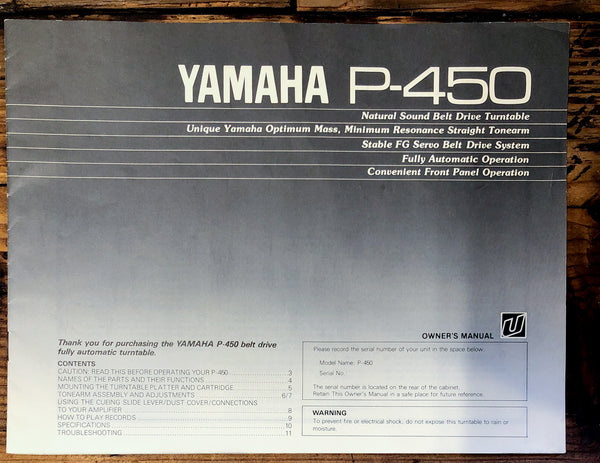 YAMAHA P-450
Natural Sound Belt Drive Turntable
Unique Yamaha Optimum Mass, Minimum Resonance Straight Tonearm
Stable FG Servo Belt Drive System
Fully Automatic Operation
Convenient Front Panel Operation
Thank you for purchasing the YAMAHA P-450 belt drive
fully automatic turntable.
CONTENTS
CAUTION: READ THIS BEFORE OPERATING YOUR P-450 3
NAMES OF THE PARTS AND THEIR FUNCTIONS 4
MOUNTING THE TURNTABLE PLATTER AND CARTRIDGE 5
TONEARM ASSEMBLY AND ADJUSTMENTS 6/7
USING THE CUEING SLIDE LEVER/DUST COVER/CONNECTIONS
TO YOUR AMPLIFIER 8
HOW TO PLAY RECORDS 9
SPECIFICATIONS 10
TROUBLESHOOTING 11
OWNER'S MANUAL U
Please record the serial number of your unit in the space below.
Model Name: P-450
Serial No.:
The serial number is located on the rear of the cabinet.
Retain This Owner's Manual in a safe place for future reference.
WARNING
To prevent fire or electrical shock, do not expose this turntable to rain or
moisture.